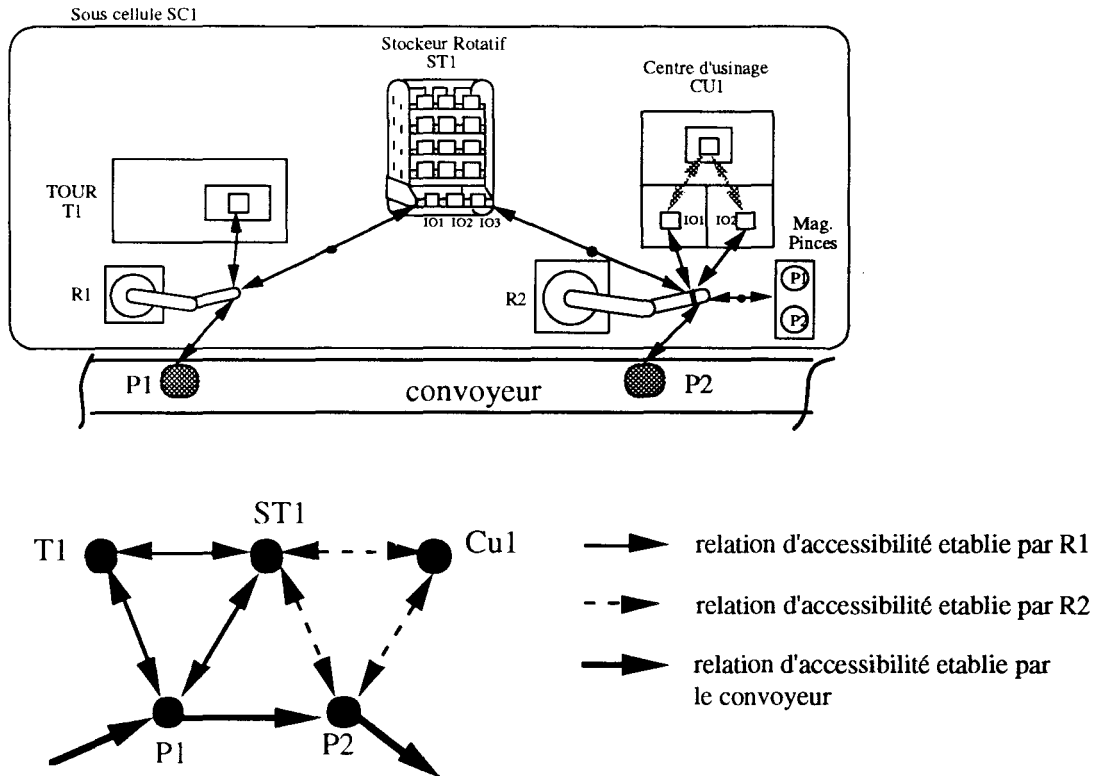 Sous cellule SC1
Stockeur Rotatif
ST1
Centre d'usinage
CU1
TOUR
T1
IO1 IO2 IO3
IO1 IO2
Mag.
Pinces
P1
P2
R1
R2
P1
convoyeur
P2
ST1
T1
Cu1
P1
P2
relation d'accessibilité etablie par R1
relation d'accessibilité etablie par R2
relation d'accessibilité etablie par
le convoyeur